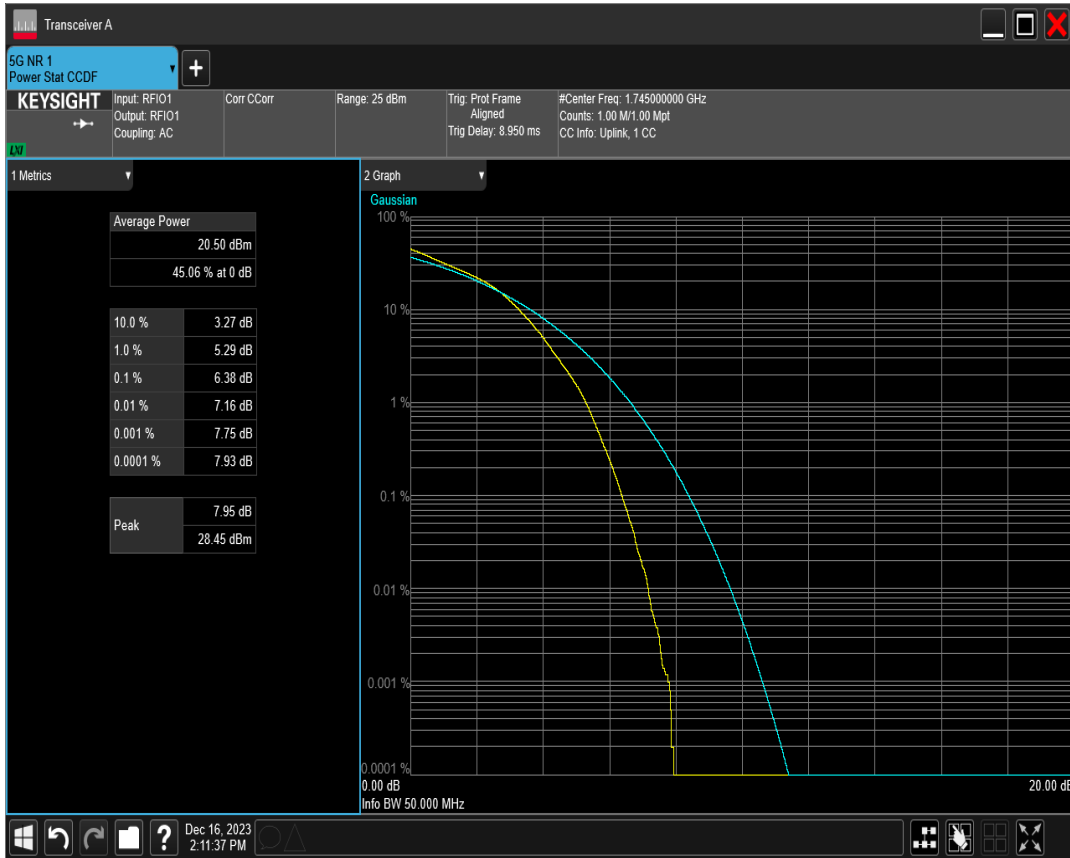 Transceiver A
5G NR 1
Power Stat CCDF
+
KEYSIGHT
LXI
Input: RFIO1
Output: RFIO1
Coupling: AC
Corr CCorr
Range: 25 dBm
Trig: Prot Frame
Aligned
Trig Delay: 8.950 ms
#Center Freq: 1.745000000 GHz
Counts: 1.00 M/1.00 Mpt
CC Info: Uplink, 1 CC
1 Metrics
Average Power
20.50 dBm
45.06 % at 0 dB
10.0 % 3.27 dB
1.0 % 5.29 dB
0.1 % 6.38 dB
0.01 % 7.16 dB
0.001 % 7.75 dB
0.0001 % 7.93 dB
Peak
7.95 dB
28.45 dBm
2 Graph
Gaussian
100 %
10 %
1 %
0.1 %
0.01 %
0.001 %
0.0001 %
0.00 dB 20.00 dB
Info BW 50.000 MHz
?
Dec 16, 2023
2:11:37 PM